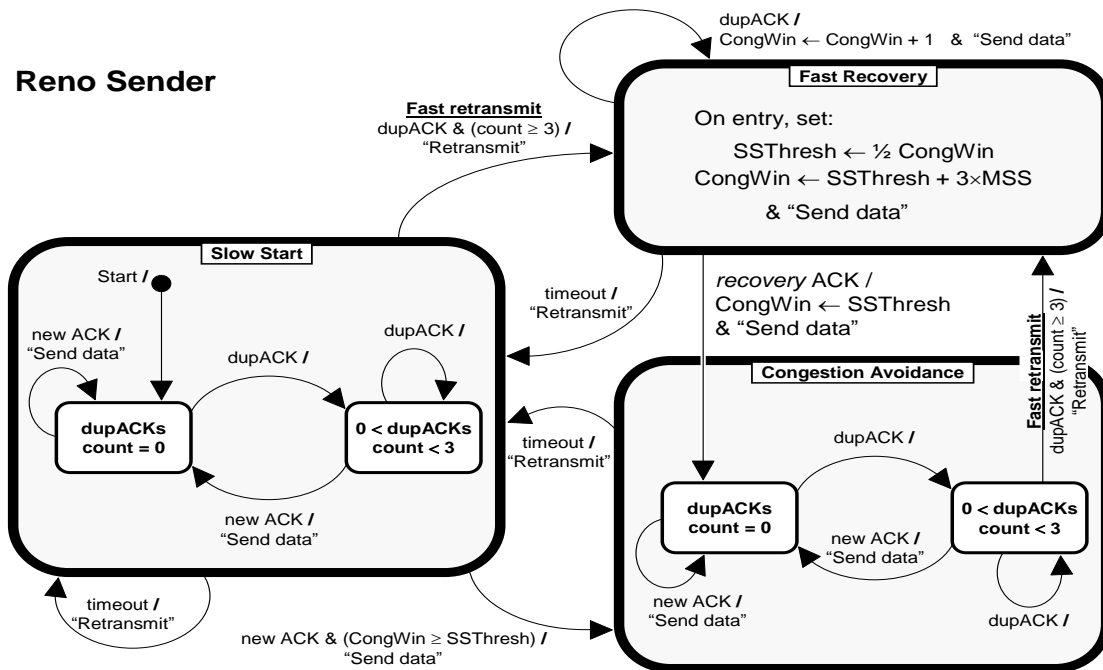 Reno Sender
dupACK /
CongWin ← CongWin + 1 & “Send data”
Fast Recovery
On entry, set:
SSThresh ← ½ CongWin
CongWin ← SSThresh + 3×MSS
& “Send data”
Fast retransmit
dupACK & (count ≥ 3) /
“Retransmit”
Slow Start
Start /
new ACK /
“Send data”
dupACK /
dupACK /
dupACKs
count = 0
0 < dupACKs
count < 3
new ACK /
“Send data”
timeout /
“Retransmit”
timeout /
“Retransmit”
recovery ACK /
CongWin ← SSThresh
& “Send data”
Fast retransmit
dupACK & (count ≥ 3) /
“Retransmit”
Congestion Avoidance
dupACK /
dupACKs
count = 0
0 < dupACKs
count < 3
new ACK /
“Send data”
new ACK /
“Send data”
dupACK /
timeout /
“Retransmit”
new ACK & (CongWin ≥ SSThresh) /
“Send data”